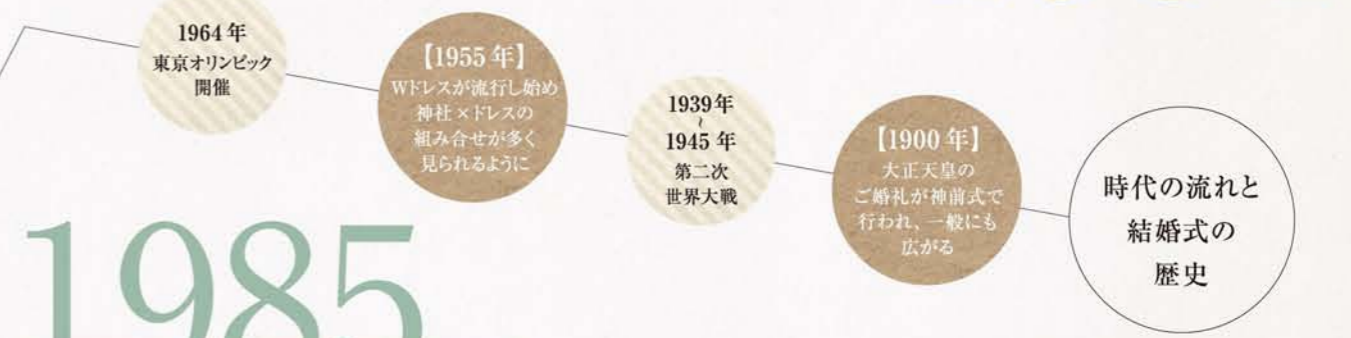 時代の流れと
結婚式の
歴史
【1900年】
大正天皇の
ご婚礼が神前式で
行われ、一般にも
広がる
1939年
~
1945年
第二次
世界大戦
【1955年】
Wドレスが流行し始め
神社×ドレスの
組み合せが多く
見られるように
1964年
東京オリンピック
開催
1985